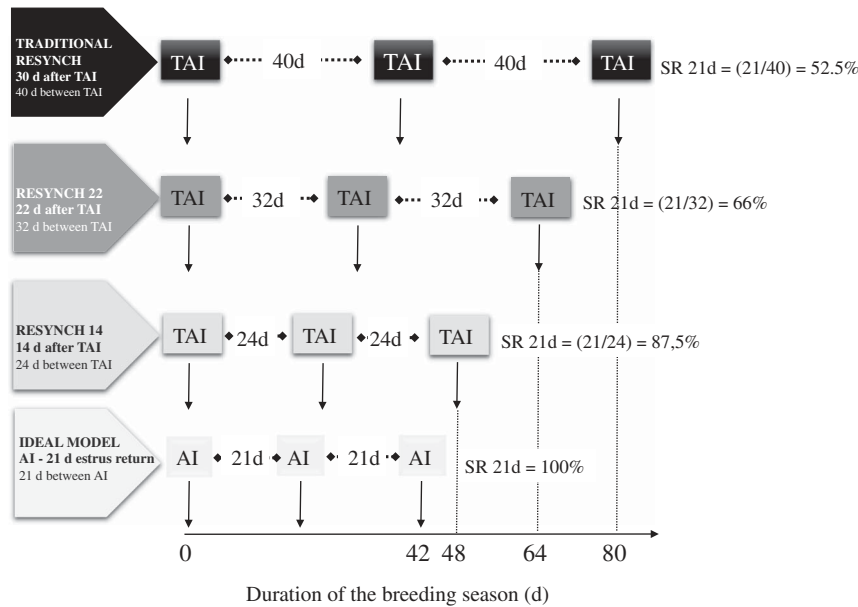 TRADITIONAL
RESYNCH
30 d after TAI
40 d between TAI
TAI
40d
TAI
40d
TAI
SR 21d = (21/40) = 52.5%
RESYNCH 22
22 d after TAI
32 d between TAI
TAI
32d
TAI
32d
TAI
SR 21d = (21/32) = 66%
RESYNCH 14
14 d after TAI
24 d between TAI
TAI
24d
TAI
24d
TAI
SR 21d = (21/24) = 87,5%
IDEAL MODEL
AI - 21 d estrus return
21 d between AI
AI
21d
AI
21d
AI
SR 21d = 100%
0
42
48
64
80
Duration of the breeding season (d)